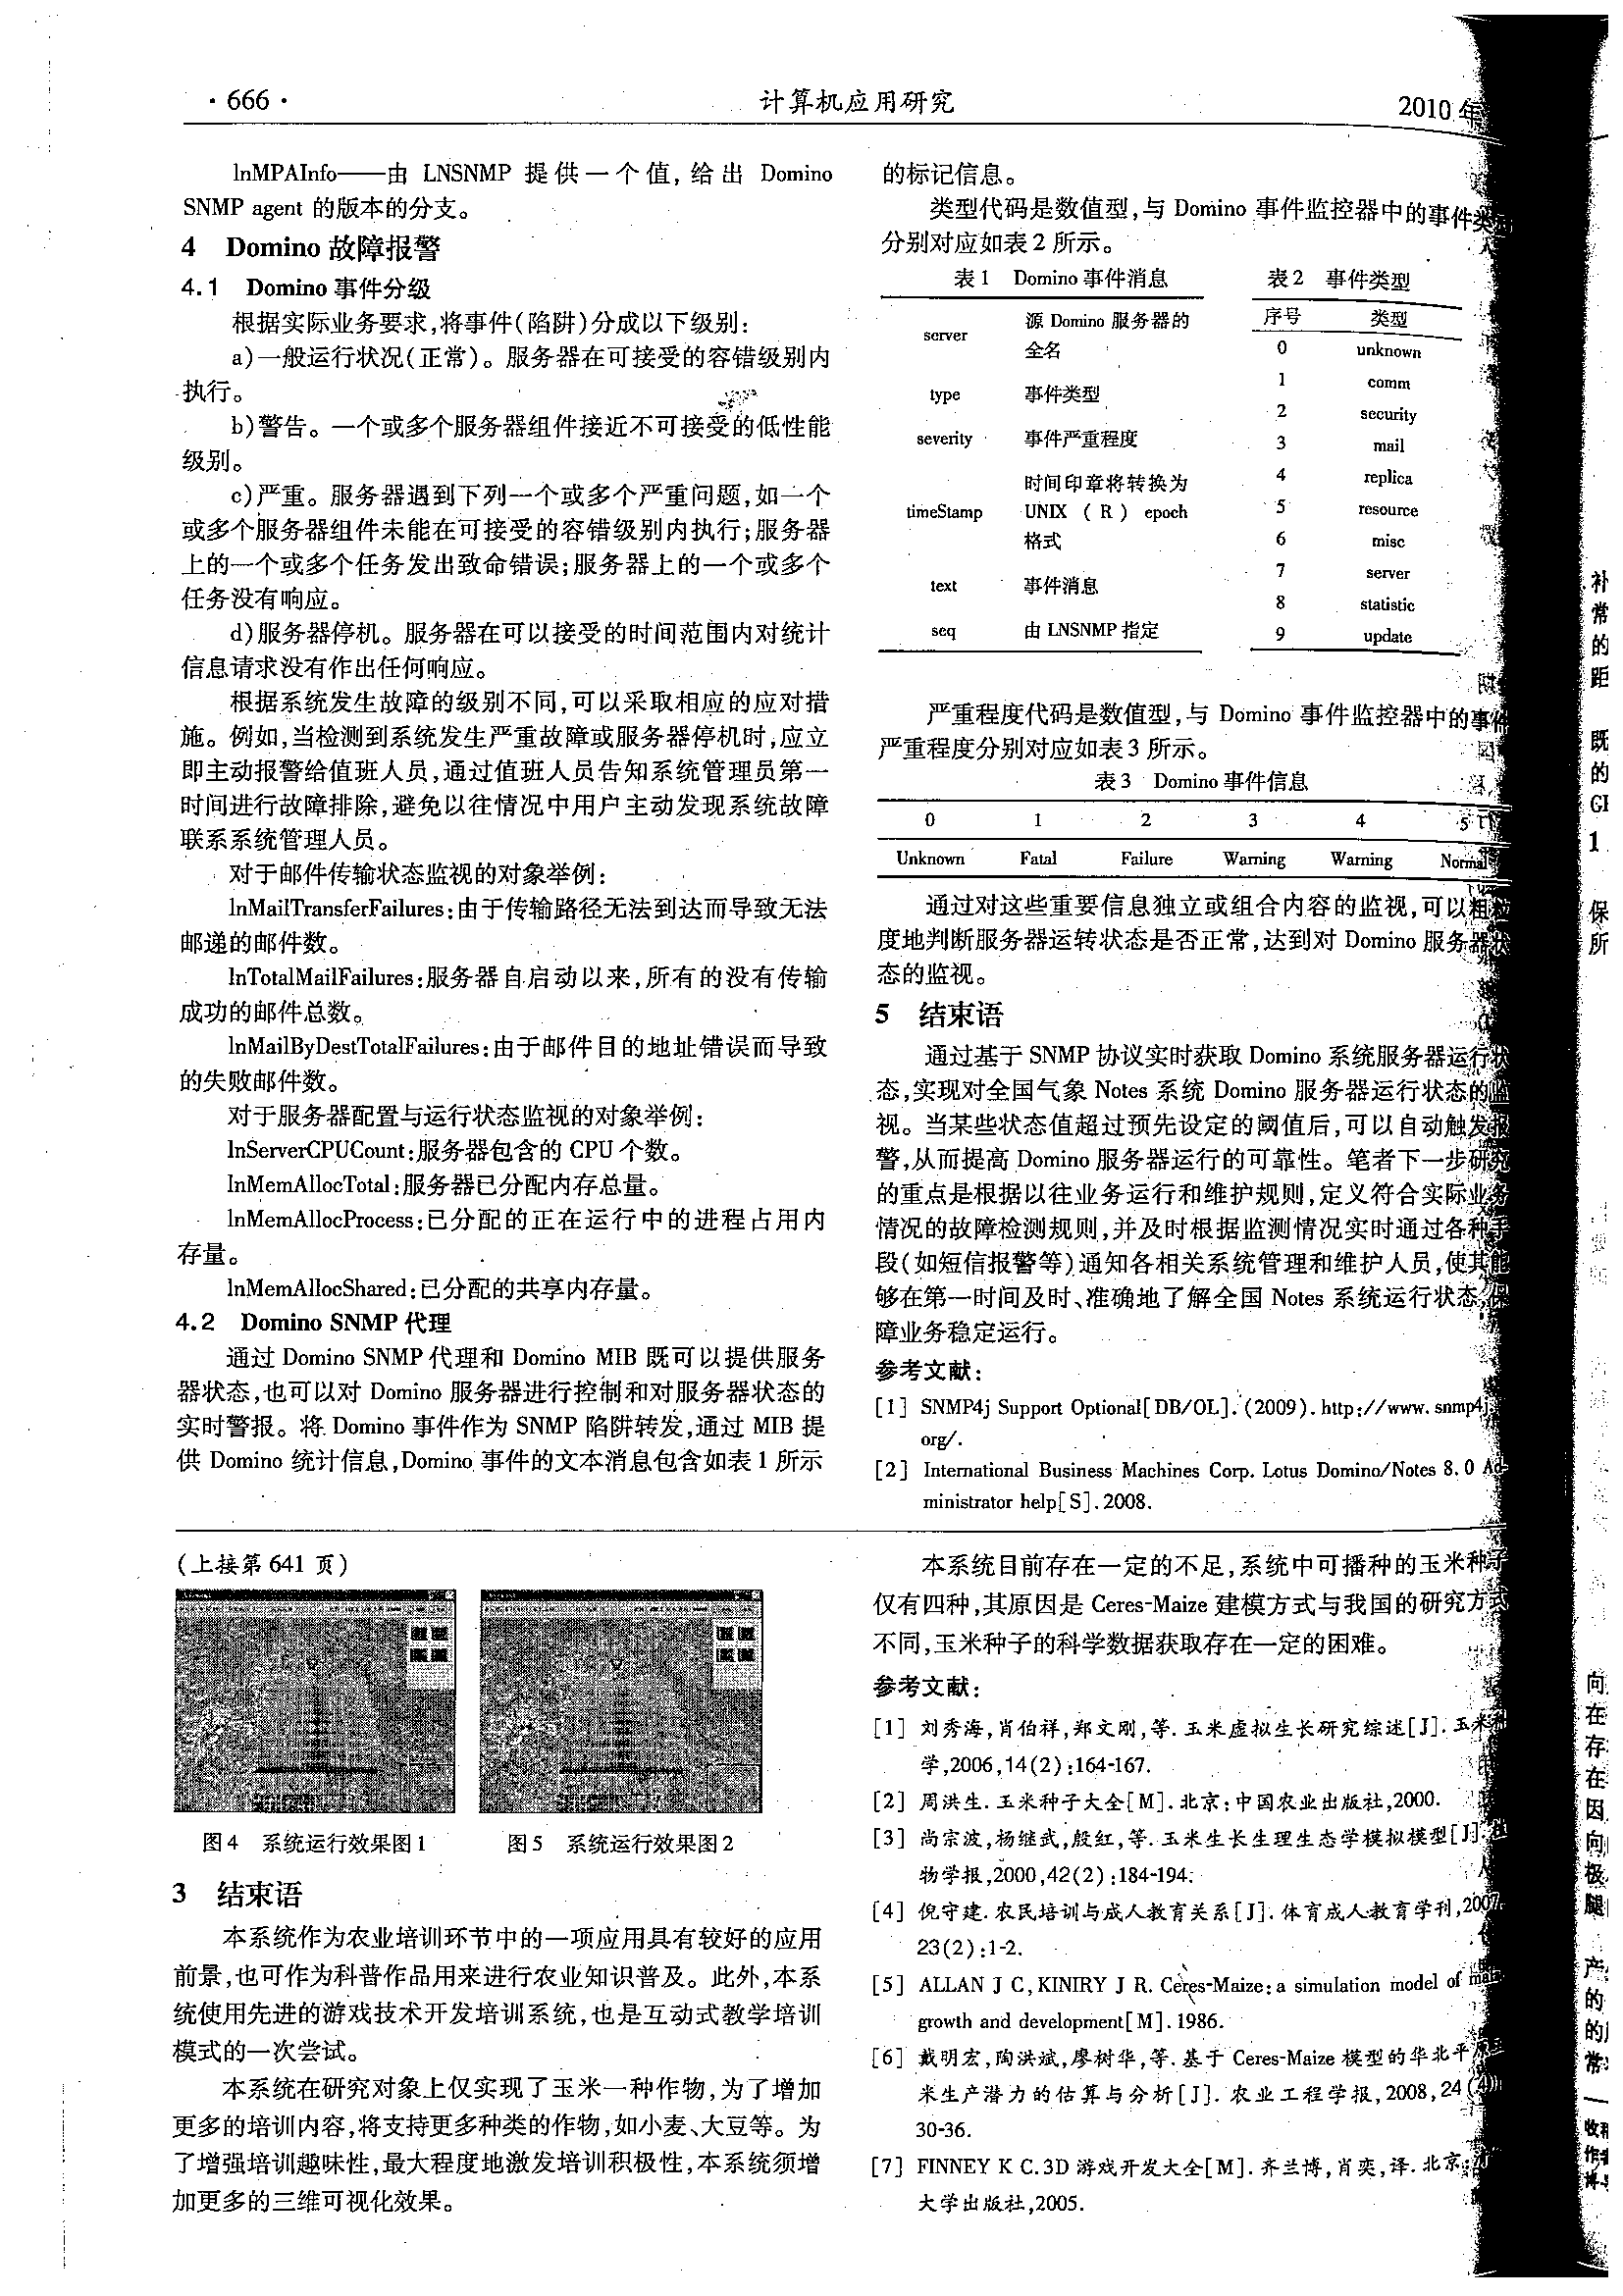 · 666 ·
计算机应用研究
2010 年
lnMPAInfo——由 LNSNMP 提供一个值,给出 Domino
SNMP agent 的版本的分支。
4 Domino 故障报警
4.1 Domino 事件分级
根据实际业务要求,将事件(陷阱)分成以下级别:
a)一般运行状况(正常)。服务器在可接受的容错级别内
执行。
b)警告。一个或多个服务器组件接近不可接受的低性能
级别。
c)严重。服务器遇到下列一个或多个严重问题,如一个
或多个服务器组件未能在可接受的容错级别内执行;服务器
上的一个或多个任务发出致命错误;服务器上的一个或多个
任务没有响应。
d)服务器停机。服务器在可以接受的时间范围内对统计
信息请求没有作出任何响应。
根据系统发生故障的级别不同,可以采取相应的应对措
施。例如,当检测到系统发生严重故障或服务器停机时,应立
即主动报警给值班人员,通过值班人员告知系统管理员第一
时间进行故障排除,避免以往情况中用户主动发现系统故障
联系系统管理人员。
对于邮件传输状态监视的对象举例:
lnMailTransferFailures:由于传输路径无法到达而导致无法
邮递的邮件数。
lnTotalMailFailures:服务器自启动以来,所有的没有传输
成功的邮件总数。
lnMailByDestTotalFailures:由于邮件目的地址错误而导致
的失败邮件数。
对于服务器配置与运行状态监视的对象举例:
lnServerCPUCount:服务器包含的 CPU 个数。
lnMemAllocTotal:服务器已分配内存总量。
lnMemAllocProcess:已分配的正在运行中的进程占用内
存量。
lnMemAllocShared:已分配的共享内存量。
4.2 Domino SNMP 代理
通过 Domino SNMP 代理和 Domino MIB 既可以提供服务
器状态,也可以对 Domino 服务器进行控制和对服务器状态的
实时警报。将 Domino 事件作为 SNMP 陷阱转发,通过 MIB 提
供 Domino 统计信息,Domino 事件的文本消息包含如表 1 所示
的标记信息。
类型代码是数值型,与 Domino 事件监控器中的事件类
分别对应如表 2 所示。
表 1 Domino 事件消息
server 源 Domino 服务器的
全名
type 事件类型
severity 事件严重程度
时间印章将转换为
timeStamp UNIX ( R ) epoch
格式
text 事件消息
seq 由 LNSNMP 指定
表 2 事件类型
序号 类型
0 unknown
1 comm
2 security
3 mail
4 replica
5 resource
6 misc
7 server
8 statistic
9 update
严重程度代码是数值型,与 Domino 事件监控器中的事件
严重程度分别对应如表 3 所示。
表 3 Domino 事件信息
0 1 2 3 4 5
Unknown Fatal Failure Warning Warning Normal
通过对这些重要信息独立或组合内容的监视,可以粗粒
度地判断服务器运转状态是否正常,达到对 Domino 服务器状
态的监视。
5 结束语
通过基于 SNMP 协议实时获取 Domino 系统服务器运行状
态,实现对全国气象 Notes 系统 Domino 服务器运行状态的监
视。当某些状态值超过预先设定的阈值后,可以自动触发报
警,从而提高 Domino 服务器运行的可靠性。笔者下一步研究
的重点是根据以往业务运行和维护规则,定义符合实际业务
情况的故障检测规则,并及时根据监测情况实时通过各种手
段(如短信报警等)通知各相关系统管理和维护人员,使其能
够在第一时间及时、准确地了解全国 Notes 系统运行状态,保
障业务稳定运行。
参考文献:
[1] SNMP4j Support Optional[DB/OL]. (2009). http://www.snmp4j.
org/.
[2] International Business Machines Corp. Lotus Domino/Notes 8.0 Ad-
ministrator help[S]. 2008.
(上接第 641 页)
图 4 系统运行效果图 1
图 5 系统运行效果图 2
3 结束语
本系统作为农业培训环节中的一项应用具有较好的应用
前景,也可作为科普作品用来进行农业知识普及。此外,本系
统使用先进的游戏技术开发培训系统,也是互动式教学培训
模式的一次尝试。
本系统在研究对象上仅实现了玉米一种作物,为了增加
更多的培训内容,将支持更多种类的作物,如小麦、大豆等。为
了增强培训趣味性,最大程度地激发培训积极性,本系统须增
加更多的三维可视化效果。
本系统目前存在一定的不足,系统中可播种的玉米种子
仅有四种,其原因是 Ceres-Maize 建模方式与我国的研究方式
不同,玉米种子的科学数据获取存在一定的困难。
参考文献:
[1] 刘秀海,肖伯祥,郑文刚,等. 玉米虚拟生长研究综述[J]. 玉米科
学,2006,14(2):164-167.
[2] 周洪生. 玉米种子大全[M]. 北京:中国农业出版社,2000.
[3] 尚宗波,杨继武,殷红,等. 玉米生长生理生态学模拟模型[J]. 植
物学报,2000,42(2):184-194.
[4] 倪守建. 农民培训与成人教育关系[J]. 体育成人教育学刊,2007,
23(2):1-2.
[5] ALLAN J C, KINIRY J R. Ceres-Maize: a simulation model of maize
growth and development[M]. 1986.
[6] 戴明宏,陶洪斌,廖树华,等. 基于 Ceres-Maize 模型的华北平原玉
米生产潜力的估算与分析[J]. 农业工程学报,2008,24(4):
30-36.
[7] FINNEY K C. 3D 游戏开发大全[M]. 齐兰博,肖奕,译. 北京:
大学出版社,2005.
补
常
的
距
既
的
GI
1
保
所
向
在
存
在
因
向
极
腿
产
的
的
常